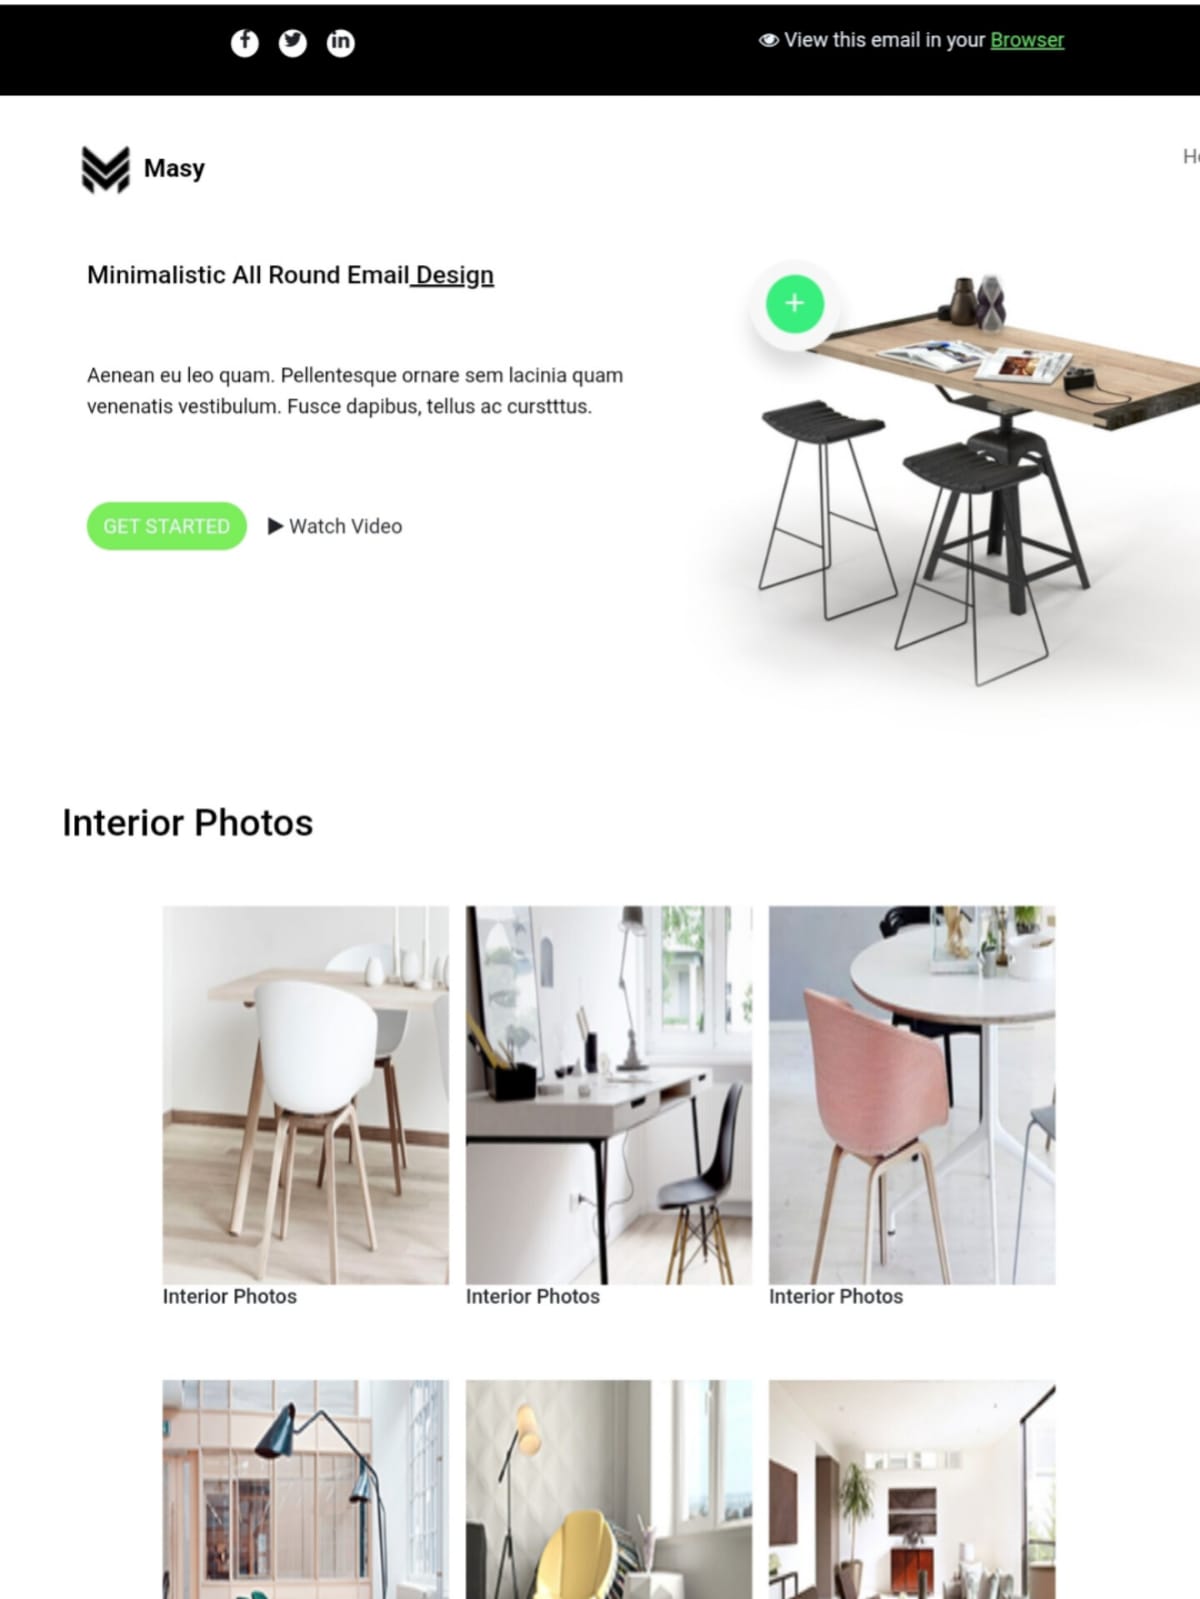 View this email in your Browser
Masy
Minimalistic All Round Email Design
Aenean eu leo quam. Pellentesque ornare sem lacinia quam
venenatis vestibulum. Fusce dapibus, tellus ac curstttus.
GET STARTED
Watch Video
Interior Photos
Interior Photos
Interior Photos
Interior Photos